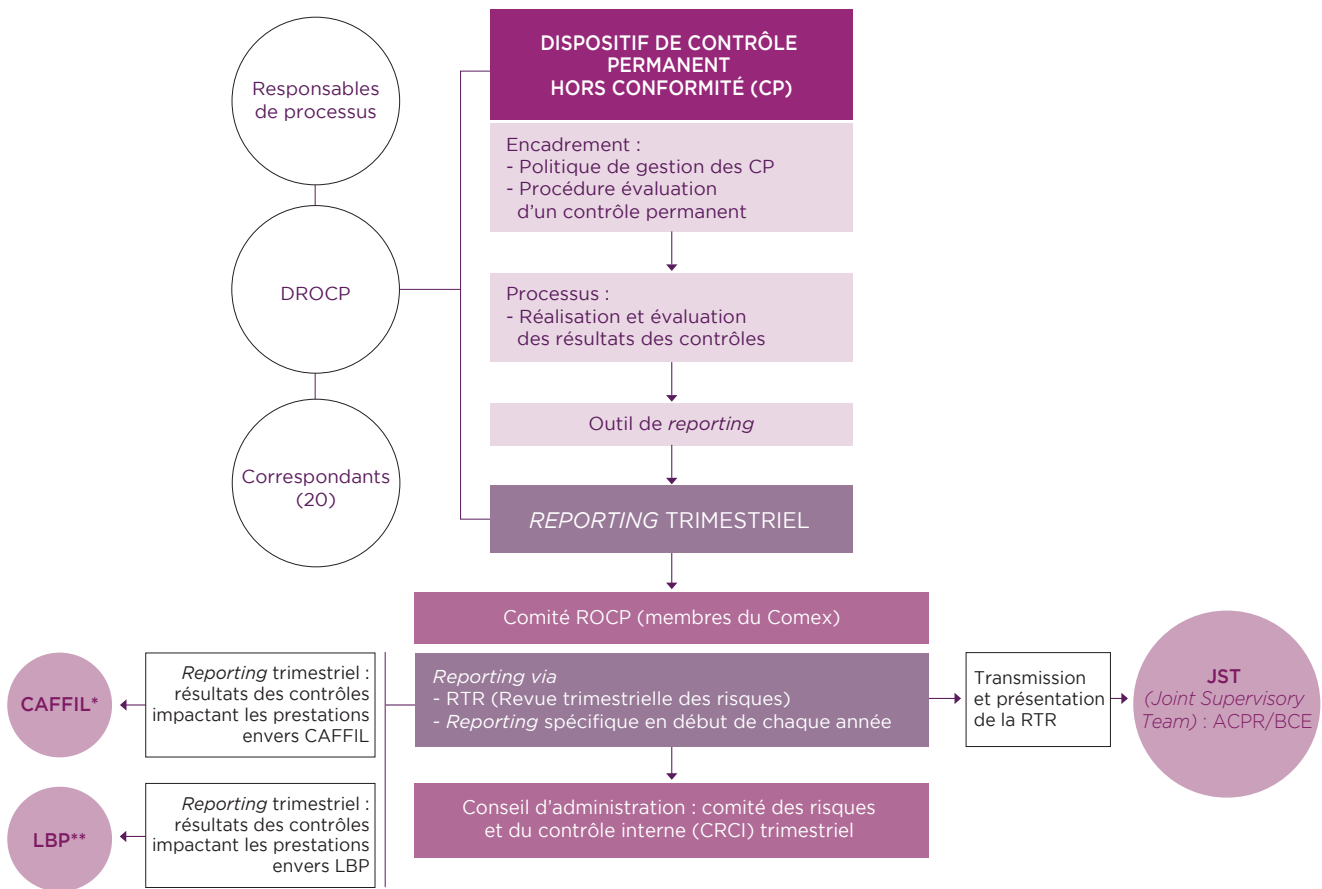 DISPOSITIF DE CONTRÔLE
PERMANENT
HORS CONFORMITÉ (CP)
Responsables
de processus
Encadrement :
- Politique de gestion des CP
- Procédure évaluation
d'un contrôle permanent
DROCP
Processus :
- Réalisation et évaluation
des résultats des contrôles
Outil de reporting
Correspondants
(20)
REPORTING TRIMESTRIEL
Comité ROCP (membres du Comex)
CAFFIL*
Reporting trimestriel :
résultats des contrôles
impactant les prestations
envers CAFFIL
Reporting via
- RTR (Revue trimestrielle des risques)
- Reporting spécifique en début de chaque année
Transmission
et présentation
de la RTR
JST
(Joint Supervisory
Team) : ACPR/BCE
LBP**
Reporting trimestriel :
résultats des contrôles
impactant les prestations
envers LBP
Conseil d'administration : comité des risques
et du contrôle interne (CRCI) trimestriel